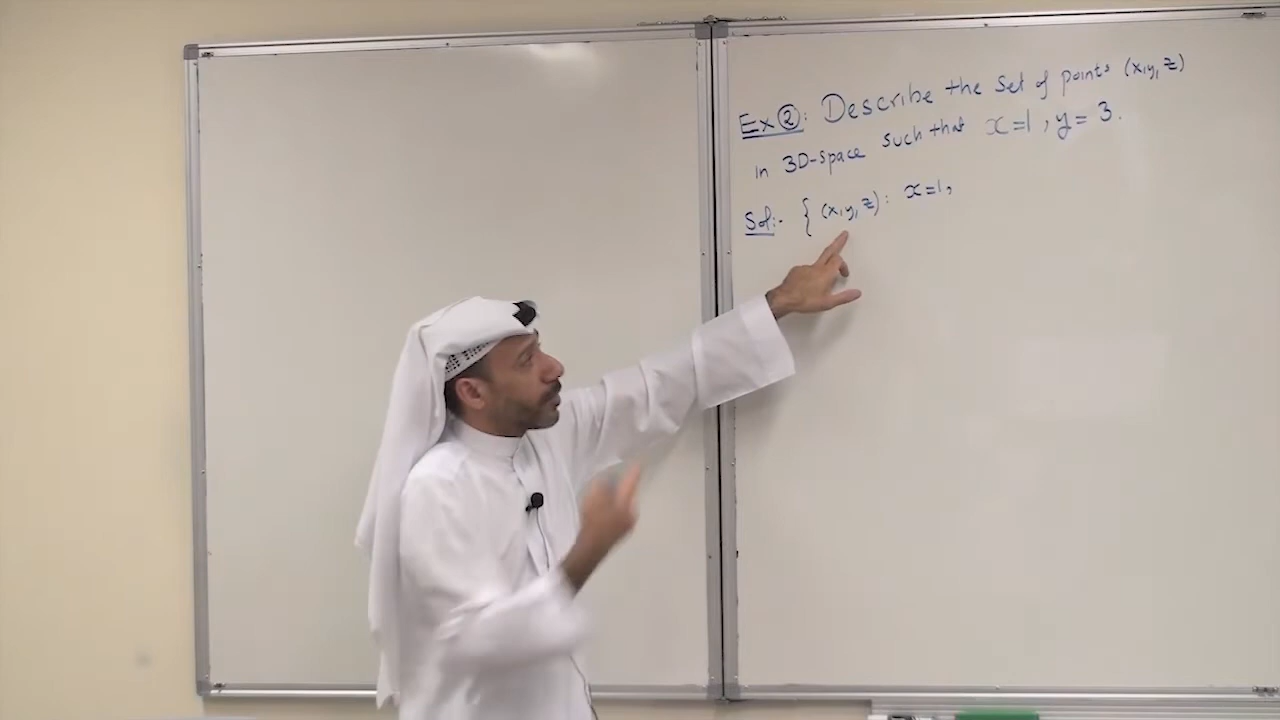 Ex②: Describe the set of points (x,y,z)
in 3D-space such that x=1, y=3.
Sol:- { (x,y,z): x=1,